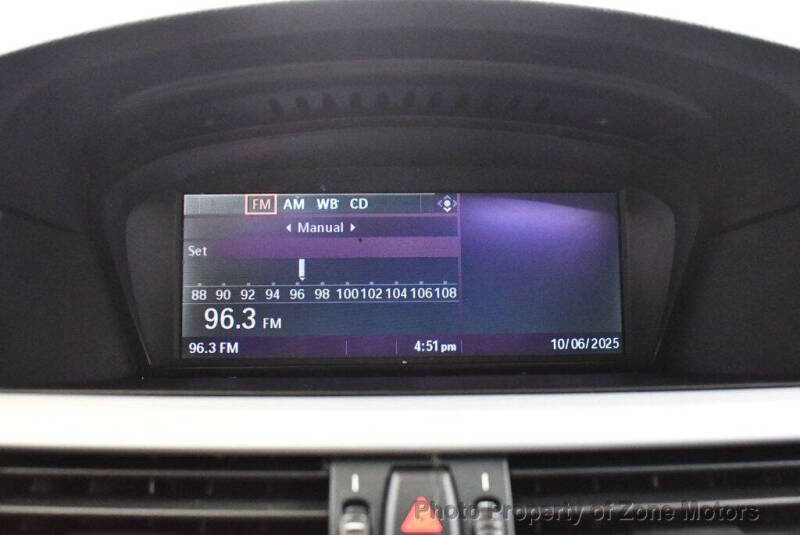 FM AM WB CD
Manual
Set
88 90 92 94 96 98 100 102 104 106 108
96.3 FM
96.3 FM 4:51 pm 10/06/2025
Photo Property of Zone Motors